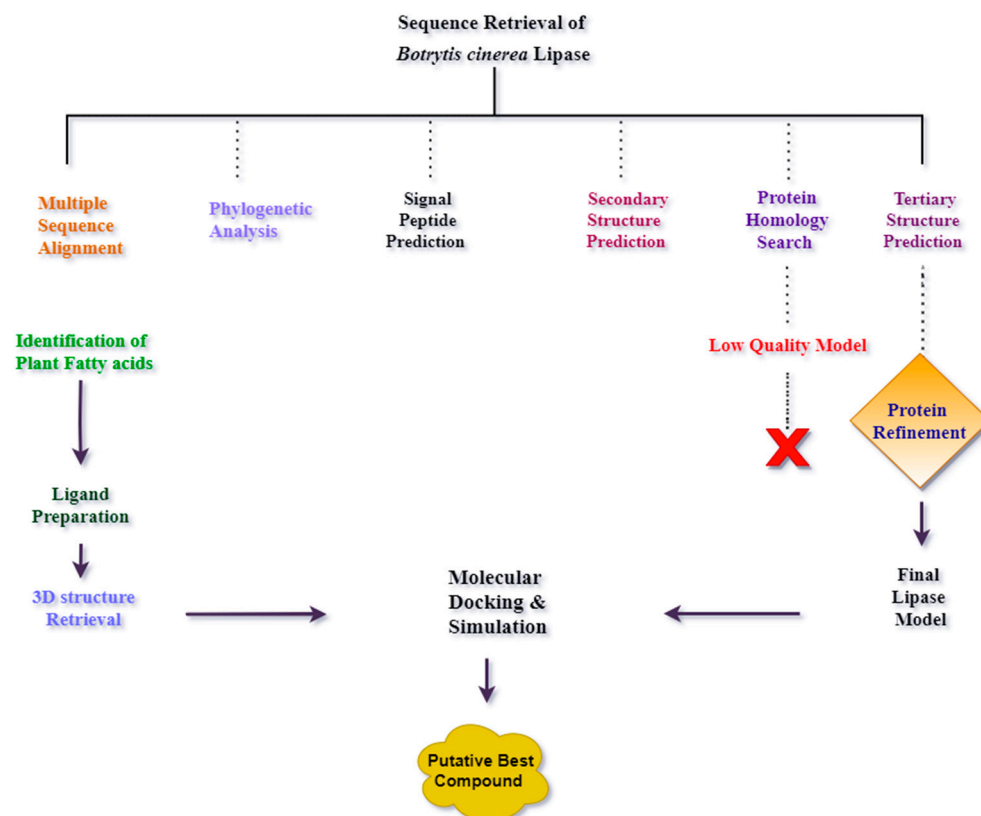 Sequence Retrieval of
Botrytis cinerea Lipase
Multiple
Sequence
Alignment
Phylogenetic
Analysis
Signal
Peptide
Prediction
Secondary
Structure
Prediction
Protein
Homology
Search
Tertiary
Structure
Prediction
Identification of
Plant Fatty acids
Low Quality Model
X
Protein
Refinement
Ligand
Preparation
3D structure
Retrieval
Molecular
Docking &
Simulation
Final
Lipase
Model
Putative Best
Compound